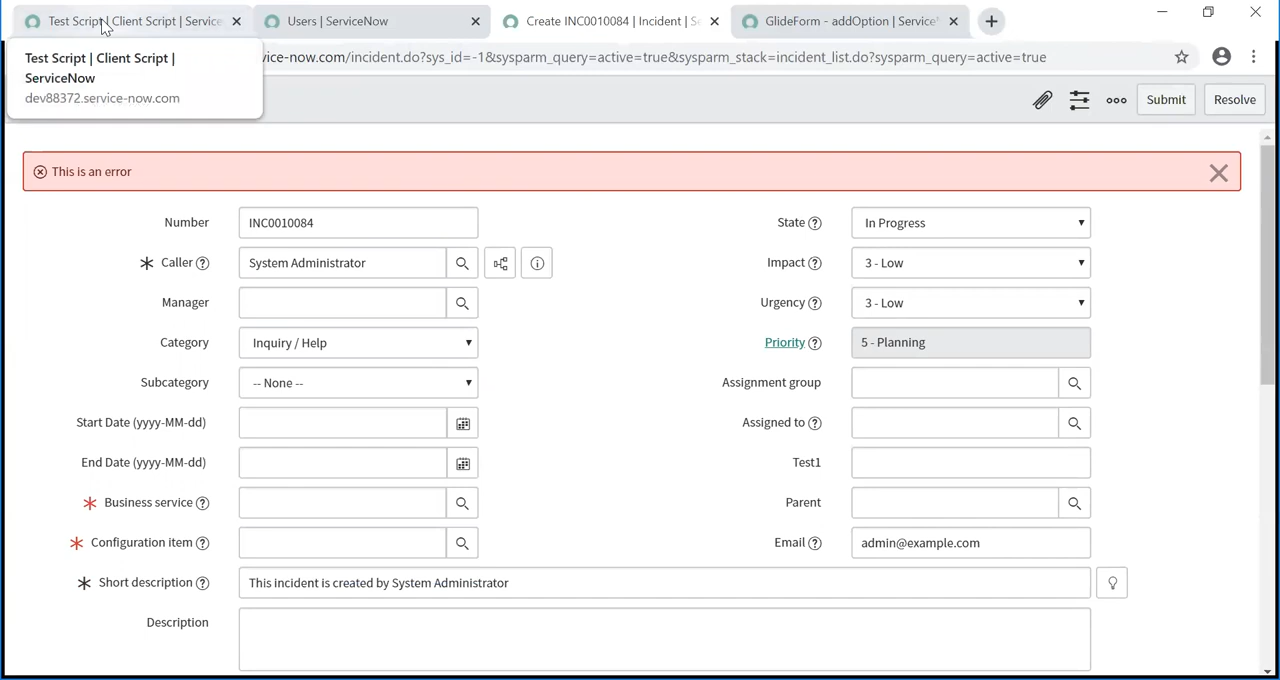 Test Script | Client Script | Service
Users | ServiceNow
Create INC0010084 | Incident | S
GlideForm - addOption | Service
Test Script | Client Script |
ServiceNow
dev88372.service-now.com
vice-now.com/incident.do?sys_id=-1&sysparm_query=active=true&sysparm_stack=incident_list.do?sysparm_query=active=true
Submit
Resolve
This is an error
Number
INC0010084
State
In Progress
Caller
System Administrator
Impact
3 - Low
Manager
Urgency
3 - Low
Category
Inquiry / Help
Priority
5 - Planning
Subcategory
-- None --
Assignment group
Start Date (yyyy-MM-dd)
Assigned to
End Date (yyyy-MM-dd)
Test1
Business service
Parent
Configuration item
Email
admin@example.com
Short description
This incident is created by System Administrator
Description